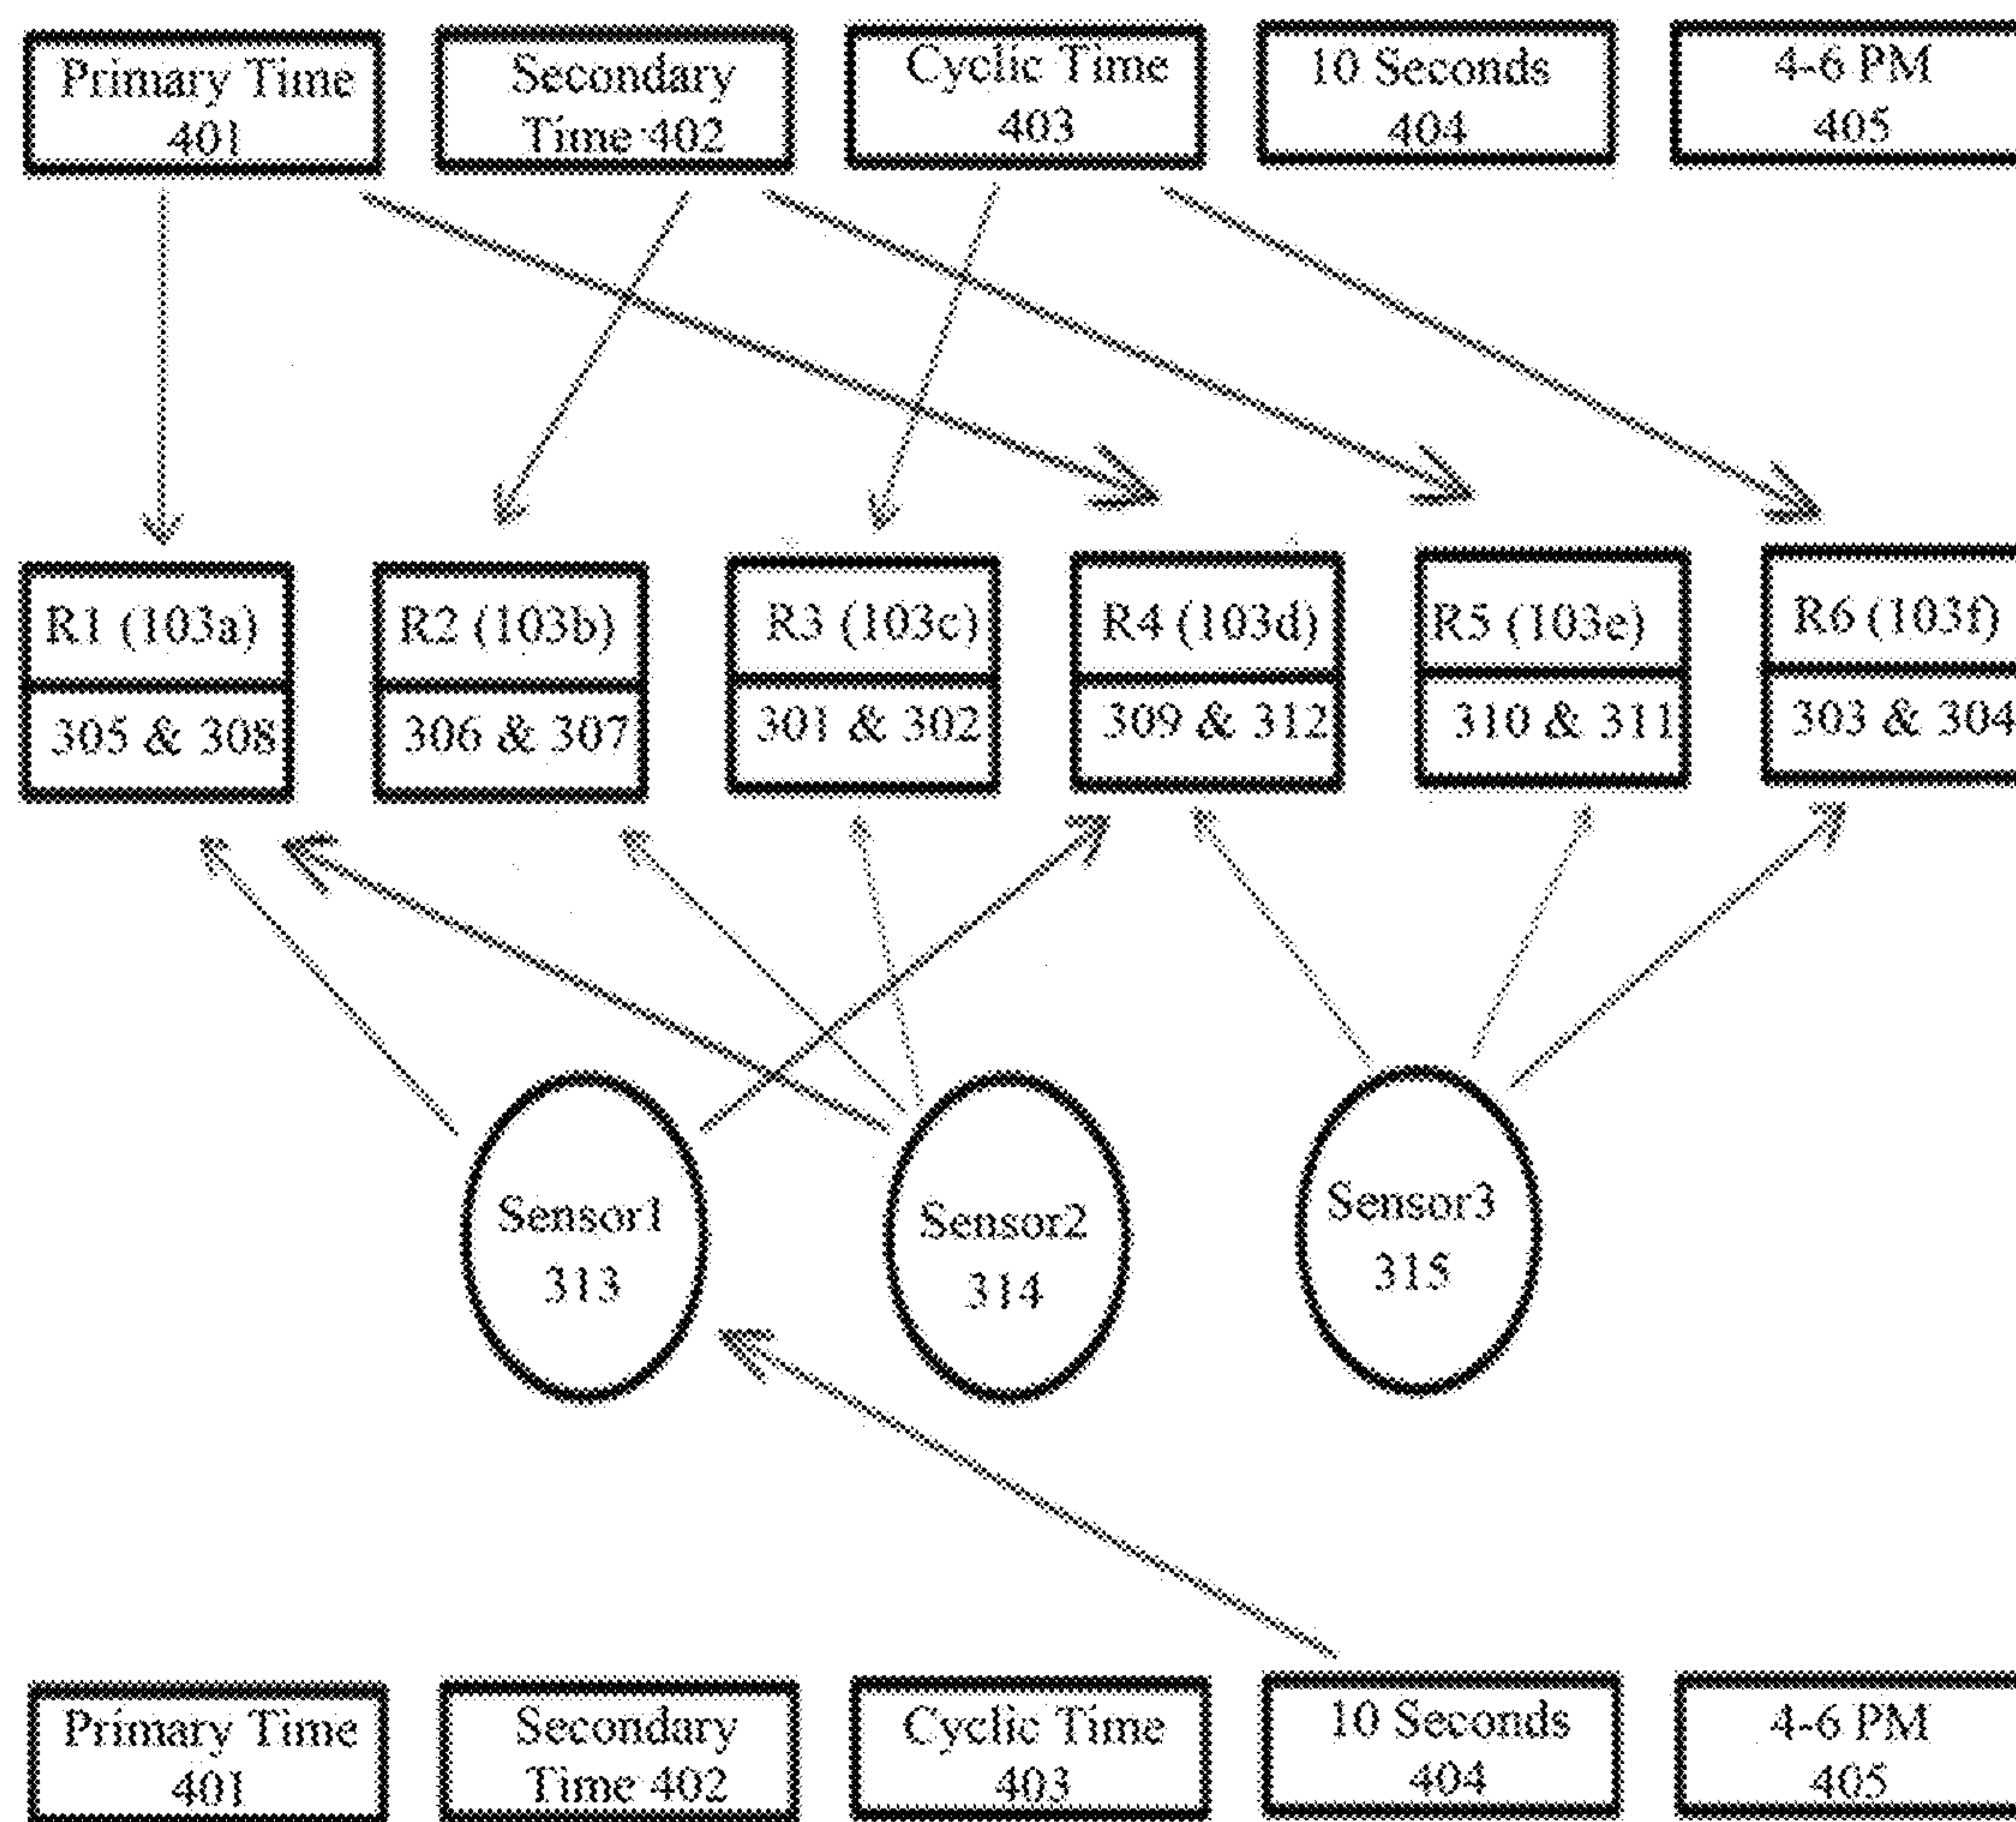 Primary Time
401
Secondary
Time 402
Cyclic Time
403
10 Seconds
404
4-6 PM
405
R1 (103a)
305 & 308
R2 (103b)
306 & 307
R3 (103c)
301 & 302
R4 (103d)
309 & 312
R5 (103e)
310 & 311
R6 (103f)
303 & 304
Sensor1
313
Sensor2
314
Sensor3
315
Primary Time
401
Secondary
Time 402
Cyclic Time
403
10 Seconds
404
4-6 PM
405